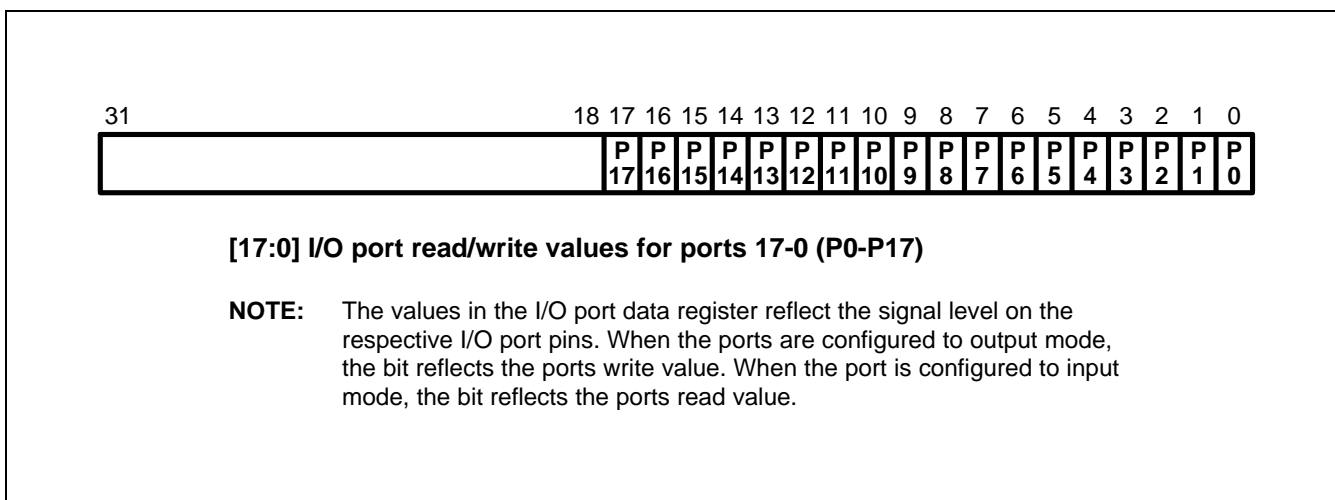 31 18 17 16 15 14 13 12 11 10 9 8 7 6 5 4 3 2 1 0
P P P P P P P P P P P P P P P P P P
17 16 15 14 13 12 11 10 9 8 7 6 5 4 3 2 1 0
[17:0] I/O port read/write values for ports 17-0 (P0-P17)
NOTE: The values in the I/O port data register reflect the signal level on the
respective I/O port pins. When the ports are configured to output mode,
the bit reflects the ports write value. When the port is configured to input
mode, the bit reflects the ports read value.